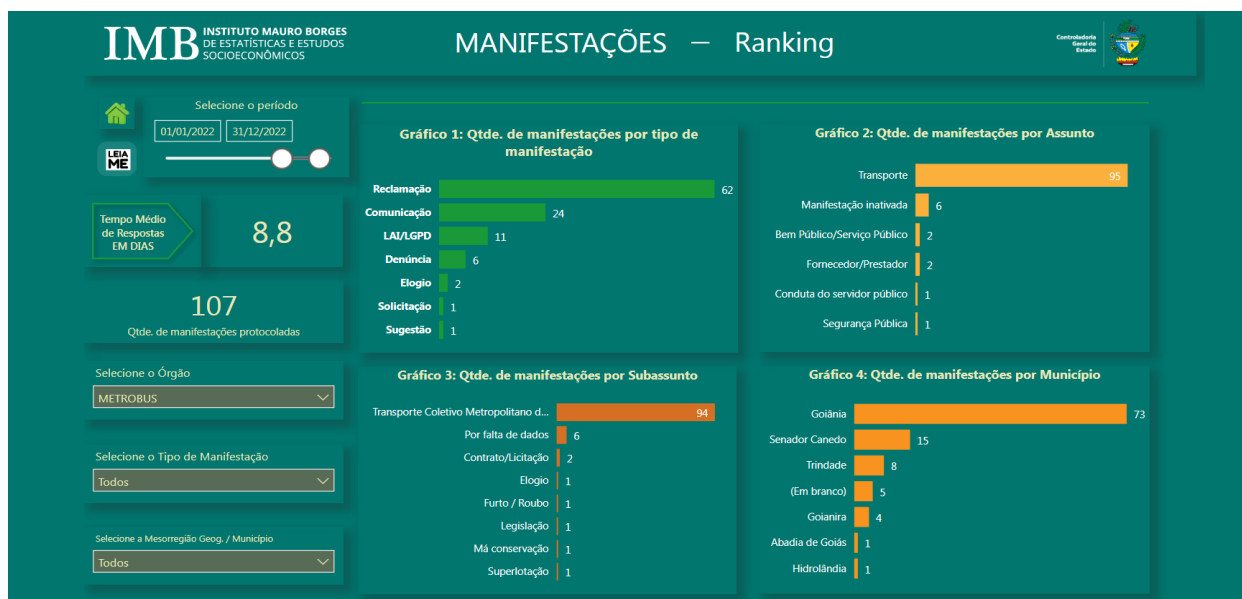 IMB
INSTITUTO MAURO BORGES
DE ESTATÍSTICAS E ESTUDOS
SOCIOECONÔMICOS
MANIFESTAÇÕES — Ranking
Controladoria
Geral do
Estado
Selecione o período
01/01/2022 31/12/2022
LEIA
ME
Tempo Médio
de Respostas
EM DIAS
8,8
107
Qtde. de manifestações protocoladas
Selecione o Órgão
METROBUS
Selecione o Tipo de Manifestação
Todos
Selecione a Mesorregião Geog. / Município
Todos
Gráfico 1: Qtde. de manifestações por tipo de
manifestação
Reclamação 62
Comunicação 24
LAI/LGPD 11
Denúncia 6
Elogio 2
Solicitação 1
Sugestão 1
Gráfico 2: Qtde. de manifestações por Assunto
Transporte 95
Manifestação inativada 6
Bem Público/Serviço Público 2
Fornecedor/Prestador 2
Conduta do servidor público 1
Segurança Pública 1
Gráfico 3: Qtde. de manifestações por Subassunto
Transporte Coletivo Metropolitano d... 94
Por falta de dados 6
Contrato/Licitação 2
Elogio 1
Furto / Roubo 1
Legislação 1
Má conservação 1
Superlotação 1
Gráfico 4: Qtde. de manifestações por Município
Goiânia 73
Senador Canedo 15
Trindade 8
(Em branco) 5
Goianira 4
Abadia de Goiás 1
Hidrolândia 1